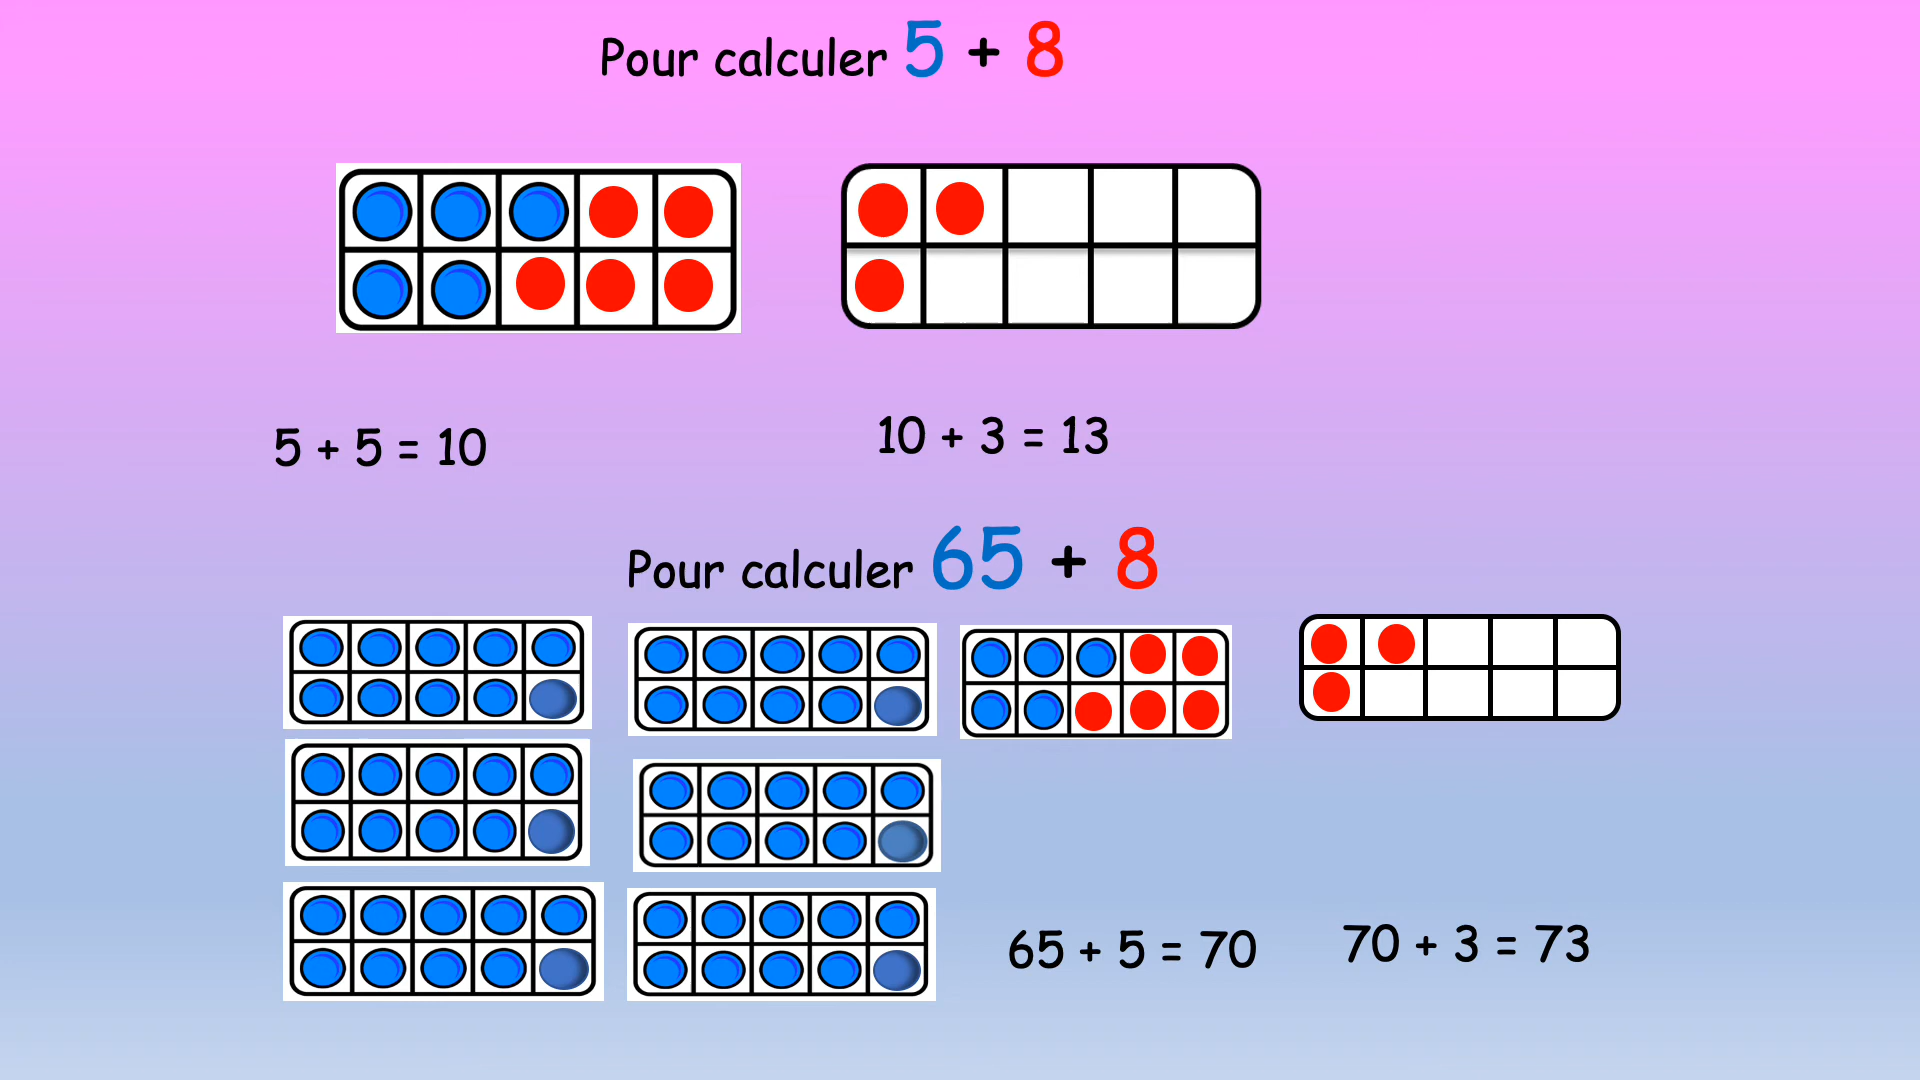 Pour calculer 5 + 8
5 + 5 = 10
10 + 3 = 13
Pour calculer 65 + 8
65 + 5 = 70
70 + 3 = 73